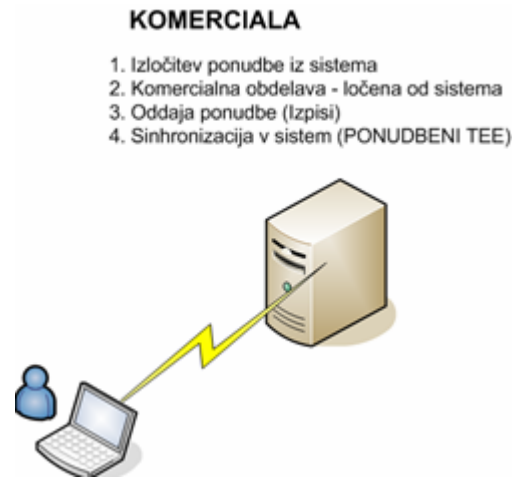 KOMERCIALA
1. Izločitev ponudbe iz sistema
2. Komercialna obdelava - ločena od sistema
3. Oddaja ponudbe (Izpisi)
4. Sinhronizacija v sistem (PONUDBENI TEE)